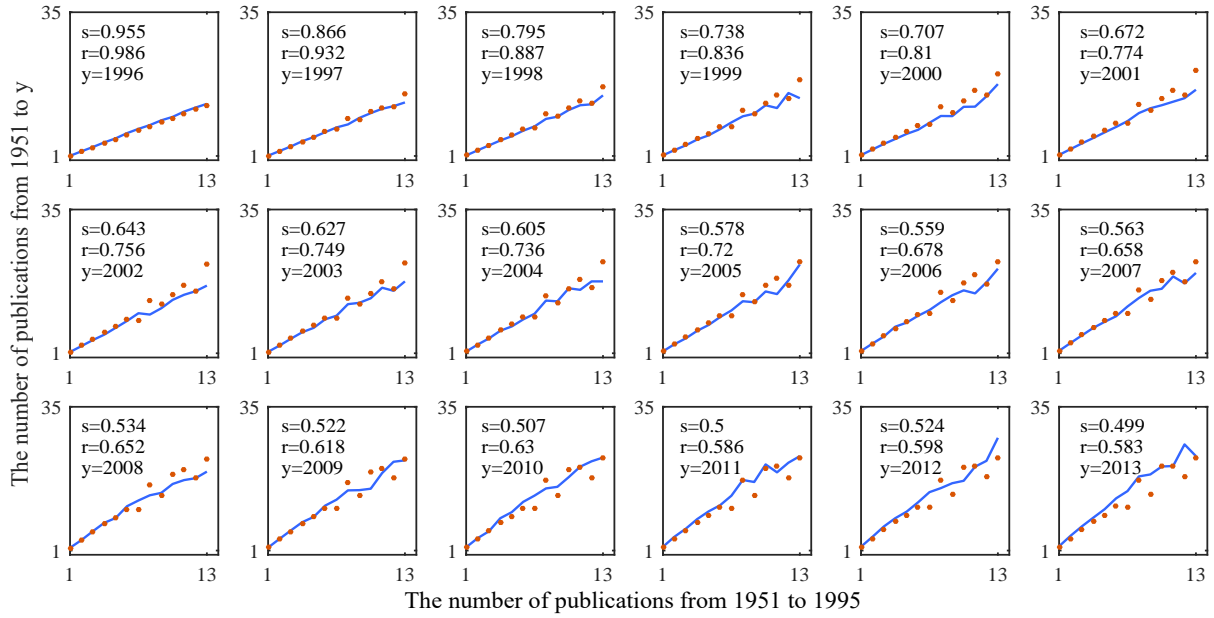 The number of publications from 1951 to y
35
s=0.955
r=0.986
y=1996
1
1 13
35
s=0.866
r=0.932
y=1997
1
1 13
35
s=0.795
r=0.887
y=1998
1
1 13
35
s=0.738
r=0.836
y=1999
1
1 13
35
s=0.707
r=0.81
y=2000
1
1 13
35
s=0.672
r=0.774
y=2001
1
1 13
35
s=0.643
r=0.756
y=2002
1
1 13
35
s=0.627
r=0.749
y=2003
1
1 13
35
s=0.605
r=0.736
y=2004
1
1 13
35
s=0.578
r=0.72
y=2005
1
1 13
35
s=0.559
r=0.678
y=2006
1
1 13
35
s=0.563
r=0.658
y=2007
1
1 13
35
s=0.534
r=0.652
y=2008
1
1 13
35
s=0.522
r=0.618
y=2009
1
1 13
35
s=0.507
r=0.63
y=2010
1
1 13
35
s=0.5
r=0.586
y=2011
1
1 13
35
s=0.524
r=0.598
y=2012
1
1 13
35
s=0.499
r=0.583
y=2013
1
1 13
The number of publications from 1951 to 1995